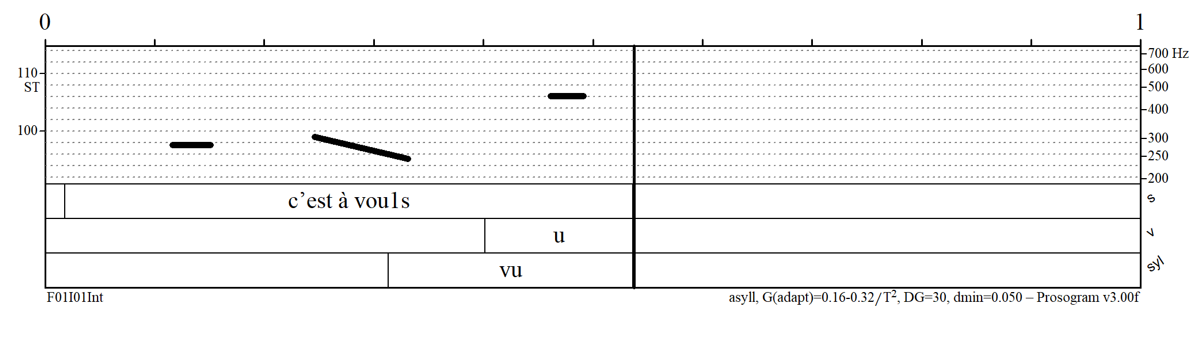 0 1
700 Hz
110 600
ST 500
400
100 300
250
200
c’est à vou1s s
u v
vu syl
F01I01Int asyll, G(adapt)=0.16-0.32/T², DG=30, dmin=0.050 – Prosogram v3.00f